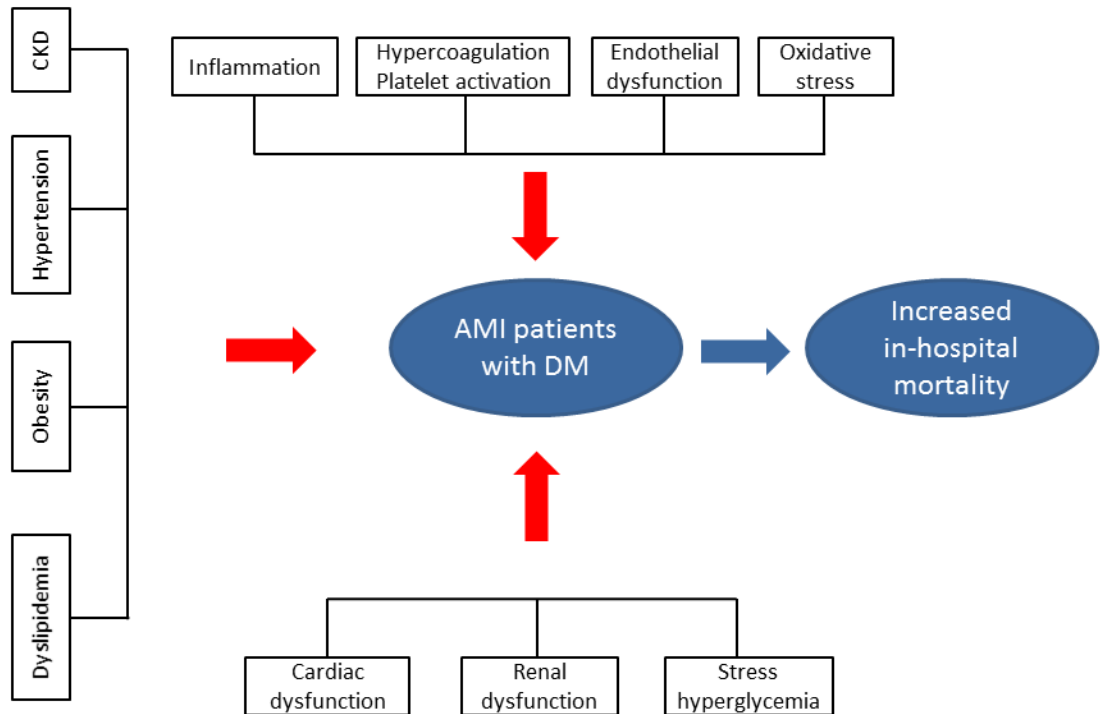 CKD
Hypertension
Obesity
Dyslipidemia
Inflammation
Hypercoagulation
Platelet activation
Endothelial
dysfunction
Oxidative
stress
AMI patients
with DM
Increased
in-hospital
mortality
Cardiac
dysfunction
Renal
dysfunction
Stress
hyperglycemia